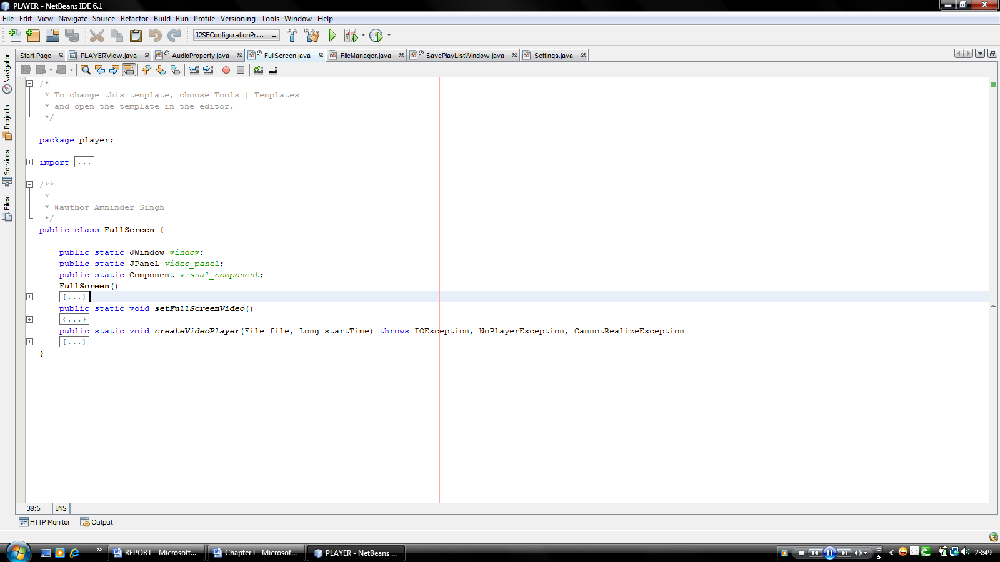 PLAYER - NetBeans IDE 6.1
File Edit View Navigate Source Refactor Build Run Profile Versioning Tools Window Help
J2SEConfigurationPr...
Start Page PLAYERView.java AudioProperty.java FullScreen.java FileManager.java SavePlayListWindow.java Settings.java
Navigator
Projects
Services
Files
/*
* To change this template, choose Tools | Templates
* and open the template in the editor.
*/
package player;
import ...
/**
*
* @author Amninder Singh
*/
public class FullScreen {
public static JWindow window;
public static JPanel video_panel;
public static Component visual_component;
FullScreen()
{...}
public static void setFullScreenVideo()
{...}
public static void createVideoPlayer(File file, Long startTime) throws IOException, NoPlayerException, CannotRealizeException
{...}
}
38:6 INS
HTTP Monitor Output
REPORT - Microsoft... Chapter I - Microsof... PLAYER - NetBeans ... 23:49